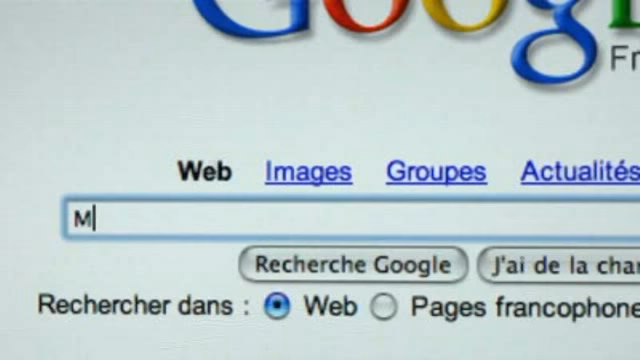 Google
Fr
Web Images Groupes Actualités
M
Recherche Google J'ai de la chan
Rechercher dans : Web Pages francophone